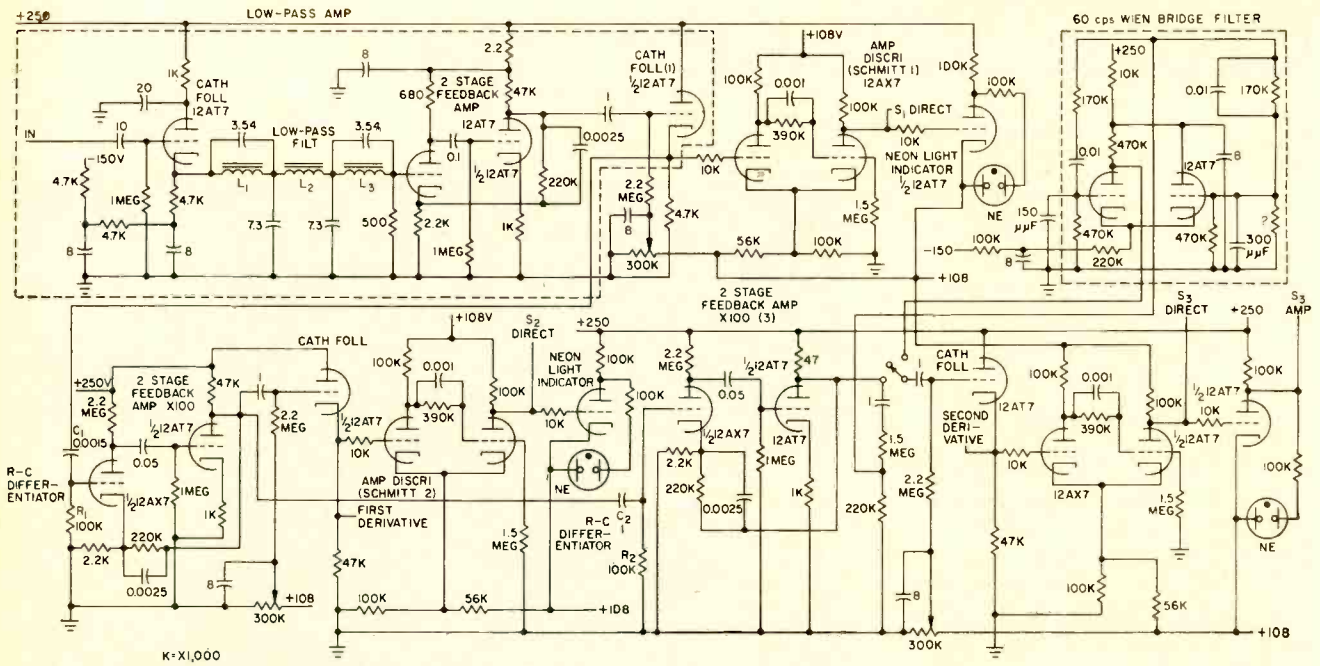 +250
LOW-PASS AMP
60 cps WIEN BRIDGE FILTER
1K
CATH
FOLL
12AT7
20
10
IN
-150V
4.7K
1MEG
4.7K
4.7K
8
8
3.54
LOW-PASS
FILT
3.54
L1
L2
L3
7.3
7.3
500
8
2.2
680
2 STAGE
FEEDBACK
AMP
47K
12AT7
0.1
1/2 12AT7
2.2K
1MEG
1K
220K
0.0025
1
CATH
FOLL(1)
1/2 12AT7
2.2
MEG
8
300K
4.7K
10K
+108V
100K
0.001
390K
100K
AMP
DISCRI
(SCHMITT 1)
12AX7
S1 DIRECT
10K
NEON LIGHT
INDICATOR
1/2 12AT7
100K
100K
NE
1.5
MEG
56K
100K
+108
+250
10K
170K
0.01
170K
0.01
470K
8
12AT7
150
μμF
470K
470K
?
300
μμF
-150
100K
8
220K
2 STAGE
FEEDBACK AMP
X100 (3)
+250V
2.2
MEG
2 STAGE
FEEDBACK
AMP X100
47K
1/2 12AT7
C1
0.0015
0.05
R-C
DIFFER-
ENTIATOR
R1
100K
1/2 12AX7
1MEG
1K
2.2K
220K
0.0025
8
300K
+108
CATH FOLL
1
2.2
MEG
1/2 12AT7
10K
+108V
100K
0.001
390K
100K
AMP DISCRI
(SCHMITT 2)
FIRST
DERIVATIVE
47K
100K
56K
+108
1.5
MEG
S2
DIRECT
NEON LIGHT
INDICATOR
+250
100K
100K
10K
1/2 12AT7
NE
C2
1
R-C
DIFFER-
ENTIATOR
R2
100K
2.2
MEG
1/2 12AX7
0.05
47
1/2 12AT7
2.2K
220K
0.0025
1MEG
1K
1
1.5
MEG
220K
1
CATH
FOLL
12AT7
2.2
MEG
8
300K
SECOND
DERI-
VATIVE
10K
47K
100K
0.001
390K
100K
12AX7
100K
56K
+108
1.5
MEG
S3
DIRECT
1/2 12AT7
10K
1/2 12AT7
+250
100K
S3
AMP
100K
NE
K=X1,000